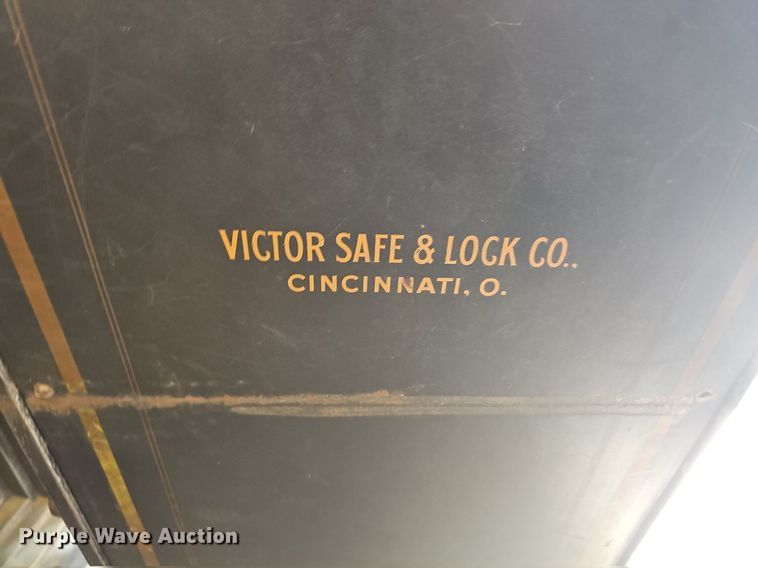 VICTOR SAFE & LOCK CO.,
CINCINNATI, O.
Purple Wave Auction